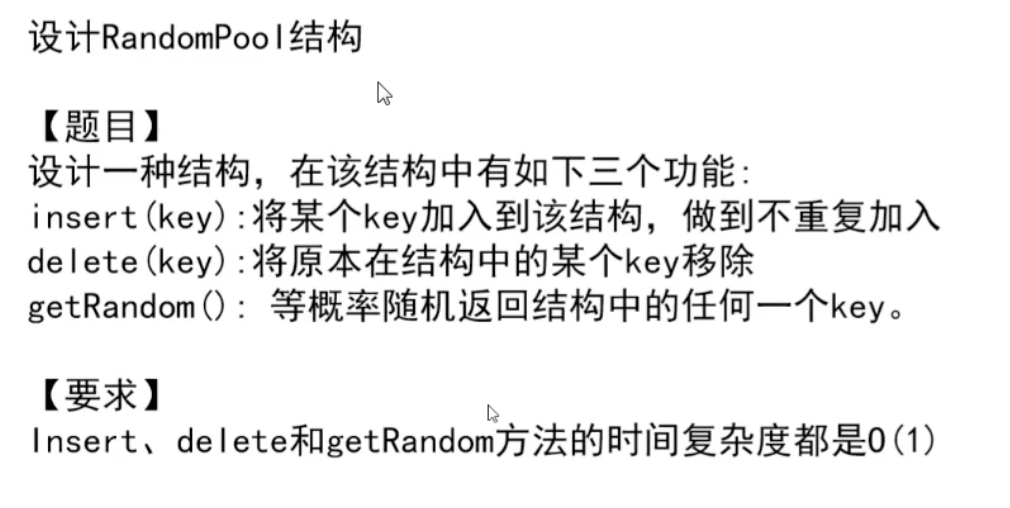 设计RandomPool结构
【题目】
设计一种结构，在该结构中有如下三个功能:
insert(key):将某个key加入到该结构，做到不重复加入
delete(key):将原本在结构中的某个key移除
getRandom(): 等概率随机返回结构中的任何一个key。
【要求】
Insert、delete和getRandom方法的时间复杂度都是O(1)